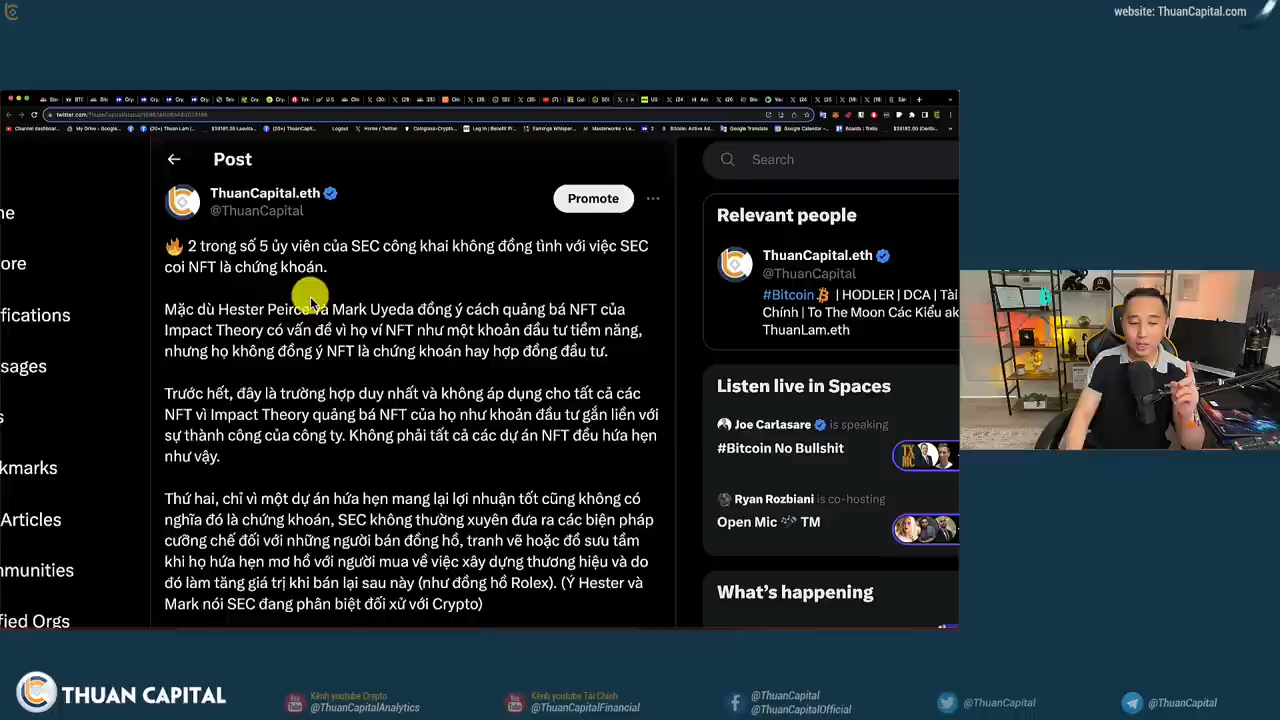 website: ThuanCapital.com
Post
ThuanCapital.eth
@ThuanCapital
Promote
🔥 2 trong số 5 ủy viên của SEC công khai không đồng tình với việc SEC
coi NFT là chứng khoán.
Mặc dù Hester Peirce và Mark Uyeda đồng ý cách quảng bá NFT của
Impact Theory có vấn đề vì họ ví NFT như một khoản đầu tư tiềm năng,
nhưng họ không đồng ý NFT là chứng khoán hay hợp đồng đầu tư.
Trước hết, đây là trường hợp duy nhất và không áp dụng cho tất cả các
NFT vì Impact Theory quảng bá NFT của họ như khoản đầu tư gắn liền với
sự thành công của công ty. Không phải tất cả các dự án NFT đều hứa hẹn
như vậy.
Thứ hai, chỉ vì một dự án hứa hẹn mang lại lợi nhuận tốt cũng không có
nghĩa đó là chứng khoán, SEC không thường xuyên đưa ra các biện pháp
cưỡng chế đối với những người bán đồng hồ, tranh vẽ hoặc đồ sưu tầm
khi họ hứa hẹn mơ hồ với người mua về việc xây dựng thương hiệu và do
đó làm tăng giá trị khi bán lại sau này (như đồng hồ Rolex). (Ý Hester và
Mark nói SEC đang phân biệt đối xử với Crypto)
ne
ore
fications
sages
s
kmarks
Articles
nmunities
fied Orgs
Search
Relevant people
ThuanCapital.eth
@ThuanCapital
#Bitcoin | HODLER | DCA | Tài
Chính | To The Moon Các Kiểu ak
ThuanLam.eth
Listen live in Spaces
Joe Carlasare is speaking
#Bitcoin No Bullshit
Ryan Rozbiani is co-hosting
Open Mic TM
What's happening
THUAN CAPITAL
Kênh youtube Crypto
@ThuanCapitalAnalytics
Kênh youtube Tài Chính
@ThuanCapitalFinancial
@ThuanCapital
@ThuanCapitalOfficial
@ThuanCapital
@ThuanCapital